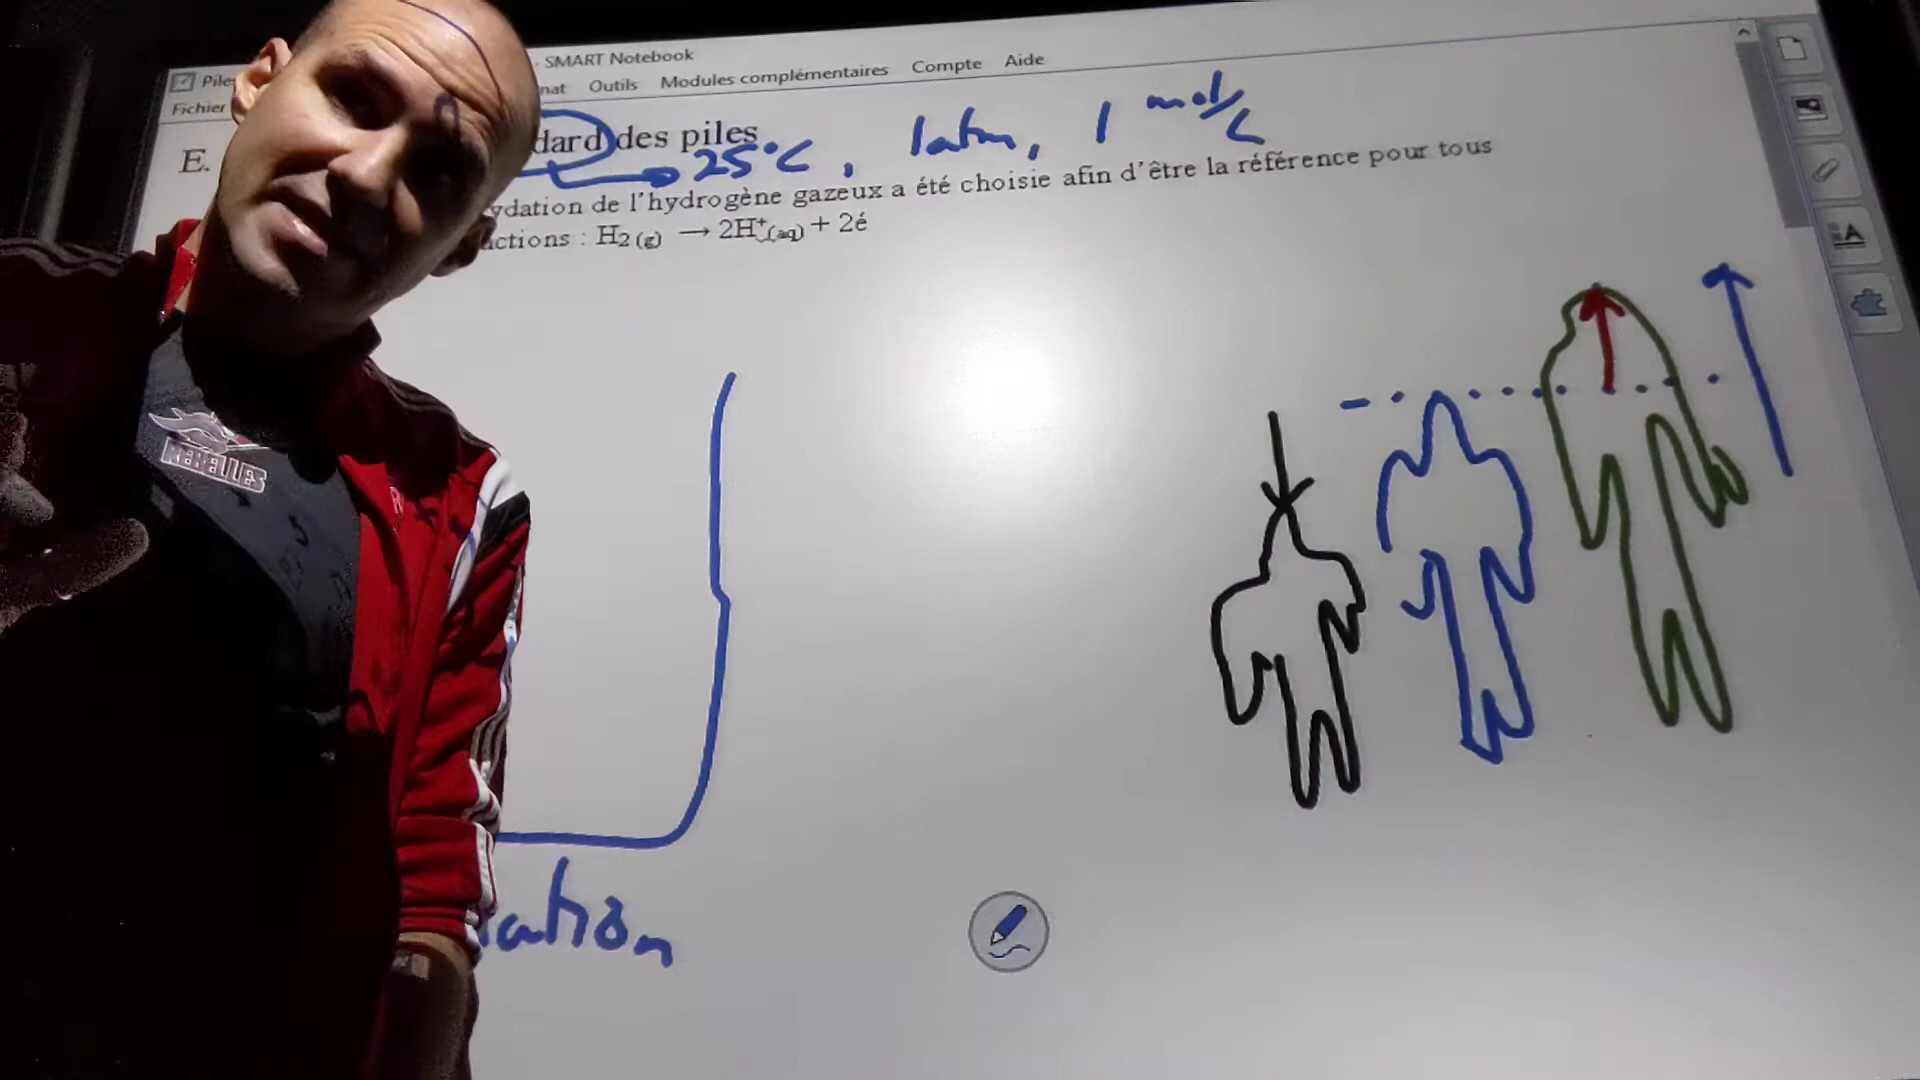 - SMART Notebook
Outils Modules complémentaires Compte Aide
Fichier
E. dard des piles
25°C, 1atm, 1 mol/L
ydation de l'hydrogène gazeux a été choisie afin d'être la référence pour tous
actions : H2 (g) → 2H+(aq) + 2é
REBELLES
ation